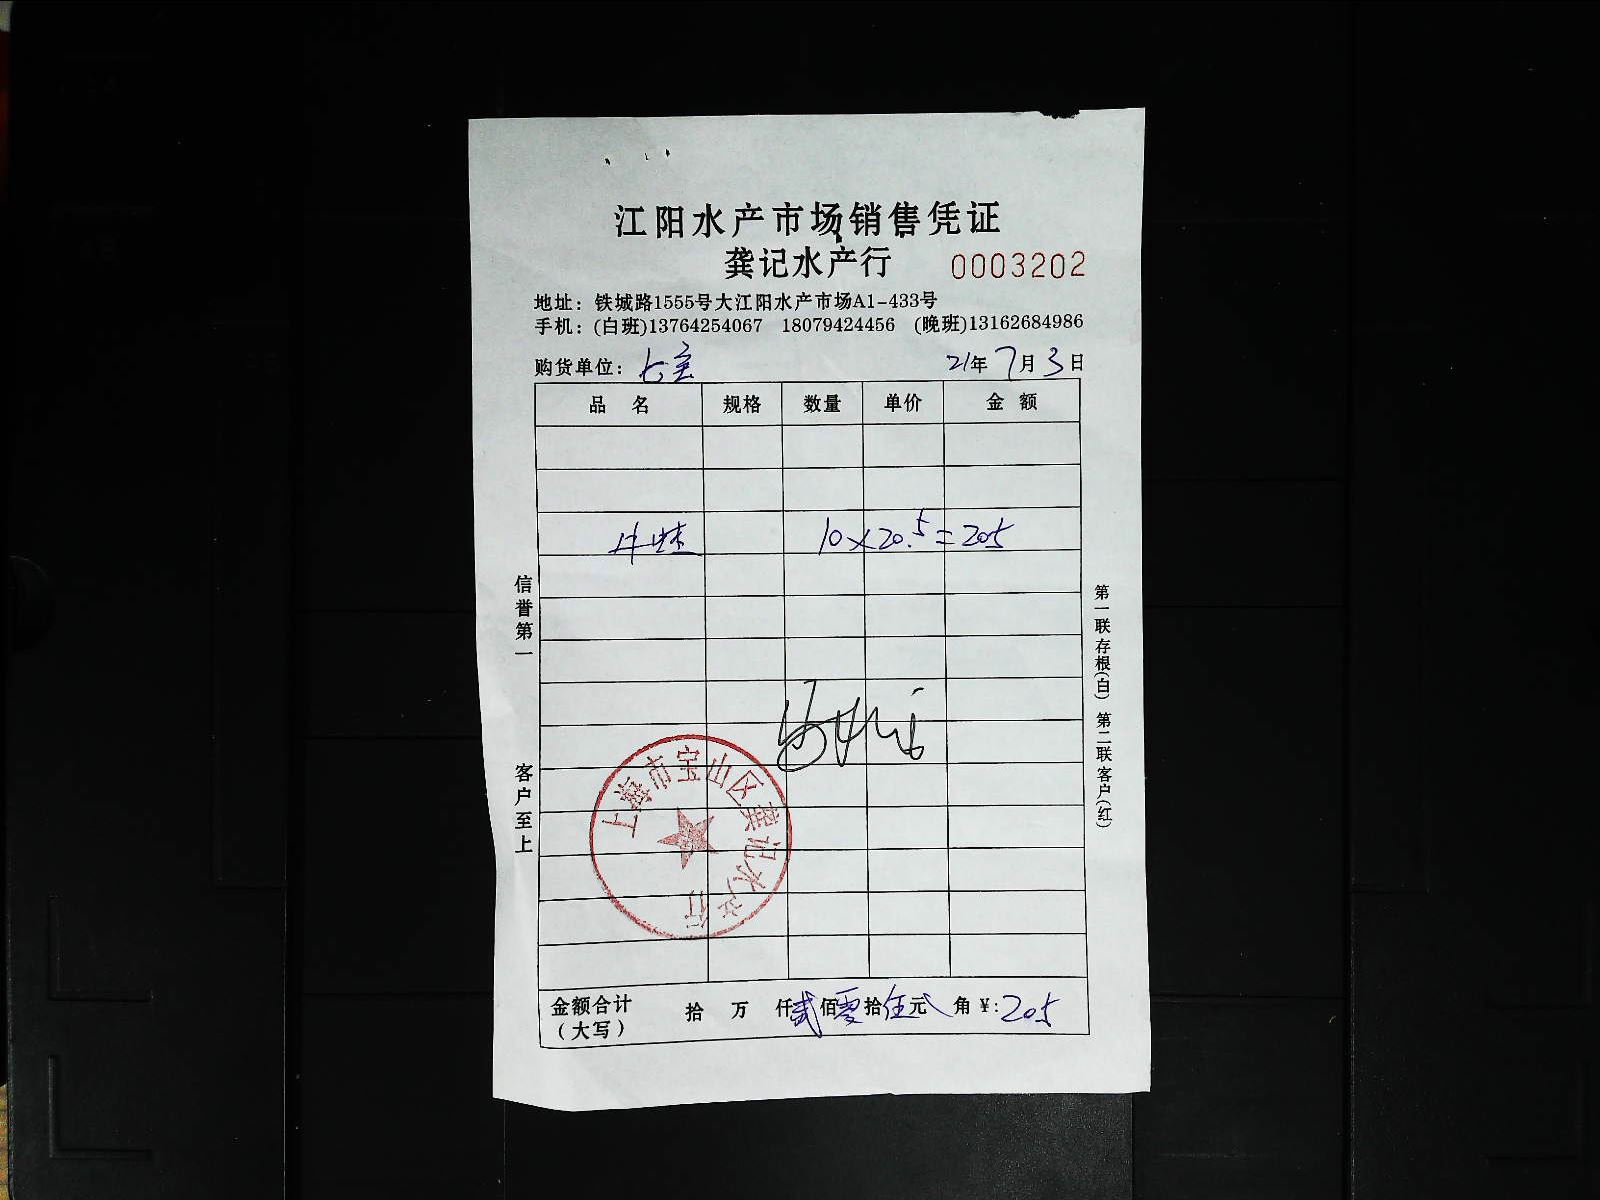 江阳水产市场销售凭证
龚记水产行 0003202
地址：铁城路1555号大江阳水产市场A1-433号
手机：(白班)13764254067 18079424456 (晚班)13162684986
购货单位： 21年7月3日
品名 规格 数量 单价 金额
牛蛙 10×20.5=205
信誉第一 客户至上
第一联存根(白) 第二联客户(红)
上海市宝山区龚记水产行
金额合计(大写) 拾 万 仟贰佰零拾伍元 角 ¥:205